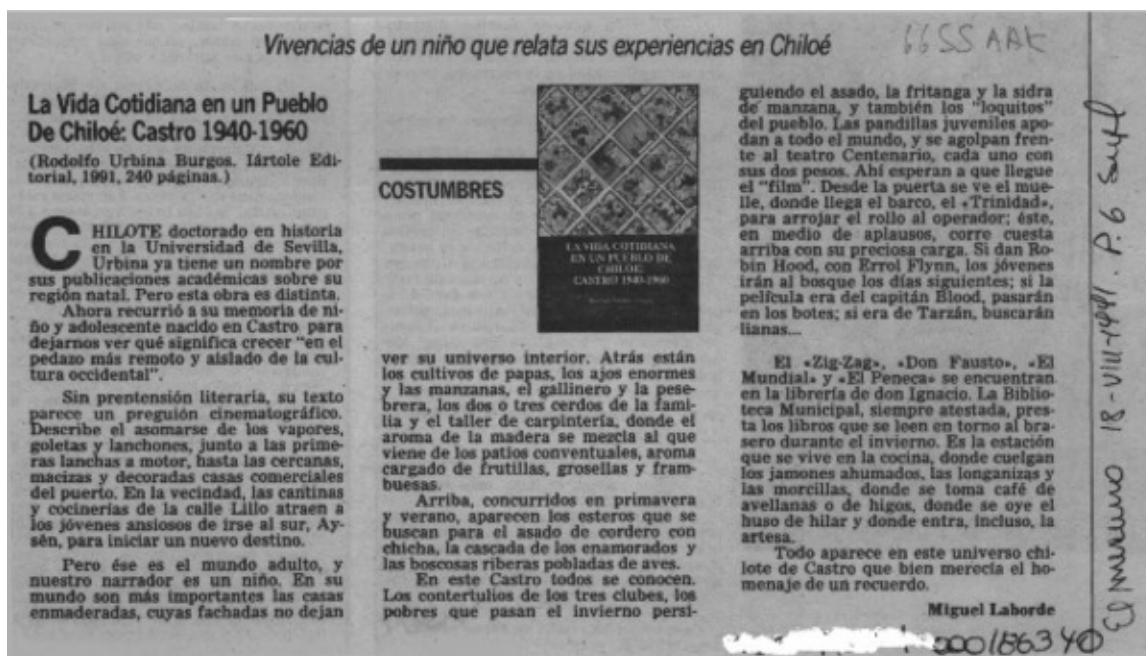 Vivencias de un niño que relata sus experiencias en Chiloé
66SS AAK
La Vida Cotidiana en un Pueblo
De Chiloé: Castro 1940-1960
(Rodolfo Urbina Burgos. Iártole Edi-
torial, 1991, 240 páginas.)
CHILOTE doctorado en historia
en la Universidad de Sevilla,
Urbina ya tiene un nombre por
sus publicaciones académicas sobre su
región natal. Pero esta obra es distinta.
Ahora recurrió a su memoria de ni-
ño y adolescente nacido en Castro para
dejarnos ver qué significa crecer "en el
pedazo más remoto y aislado de la cul-
tura occidental".
Sin prentensión literaria, su texto
parece un preguión cinematográfico.
Describe el asomarse de los vapores,
goletas y lanchones, junto a las prime-
ras lanchas a motor, hasta las cercanas,
macizas y decoradas casas comerciales
del puerto. En la vecindad, las cantinas
y cocinerías de la calle Lillo atraen a
los jóvenes ansiosos de irse al sur, Ay-
sén, para iniciar un nuevo destino.
Pero ése es el mundo adulto, y
nuestro narrador es un niño. En su
mundo son más importantes las casas
enmaderadas, cuyas fachadas no dejan
COSTUMBRES
LA VIDA COTIDIANA
EN UN PUEBLO DE
CHILOE:
CASTRO 1940-1960
ver su universo interior. Atrás están
los cultivos de papas, los ajos enormes
y las manzanas, el gallinero y la pese-
brera, los dos o tres cerdos de la fami-
lia y el taller de carpintería, donde el
aroma de la madera se mezcla al que
viene de los patios conventuales, aroma
cargado de frutillas, grosellas y fram-
buesas.
Arriba, concurridos en primavera
y verano, aparecen los esteros que se
buscan para el asado de cordero con
chicha, la cascada de los enamorados y
las boscosas riberas pobladas de aves.
En este Castro todos se conocen.
Los contertulios de los tres clubes, los
pobres que pasan el invierno persi-
guiendo el asado, la fritanga y la sidra
de manzana, y también los "loquitos"
del pueblo. Las pandillas juveniles apo-
dan a todo el mundo, y se agolpan fren-
te al teatro Centenario, cada uno con
sus dos pesos. Ahí esperan a que llegue
el "film". Desde la puerta se ve el mue-
lle, donde llega el barco, el «Trinidad»,
para arrojar el rollo al operador; éste,
en medio de aplausos, corre cuesta
arriba con su preciosa carga. Si dan Ro-
bin Hood, con Errol Flynn, los jóvenes
irán al bosque los días siguientes; si la
película era del capitán Blood, pasarán
en los botes; si era de Tarzán, buscarán
lianas...
El «Zig-Zag», «Don Fausto», «El
Mundial» y «El Peneca» se encuentran
en la librería de don Ignacio. La Biblio-
teca Municipal, siempre atestada, pres-
ta los libros que se leen en torno al bra-
sero durante el invierno. Es la estación
que se vive en la cocina, donde cuelgan
los jamones ahumados, las longanizas y
las morcillas, donde se toma café de
avellanas o de higos, donde se oye el
huso de hilar y donde entra, incluso, la
artesa.
Todo aparece en este universo chi-
lote de Castro que bien merecía el ho-
menaje de un recuerdo.
Miguel Laborde
El Mercurio 18-VIII-1991. P.6
000186340